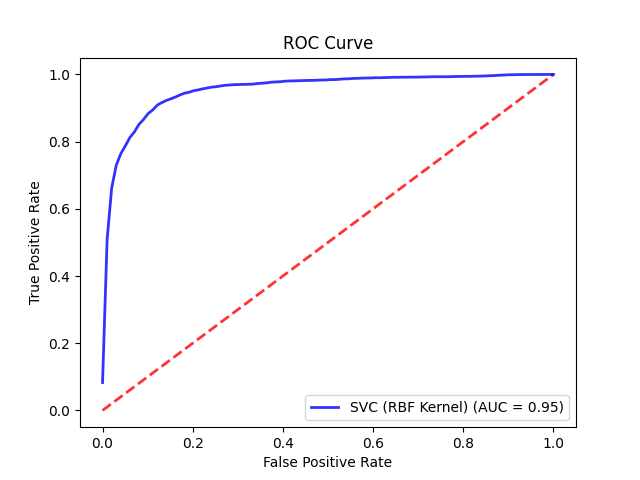 ROC Curve
True Positive Rate
1.0
0.8
0.6
0.4
0.2
0.0
SVC (RBF Kernel) (AUC = 0.95)
0.0 0.2 0.4 0.6 0.8 1.0
False Positive Rate